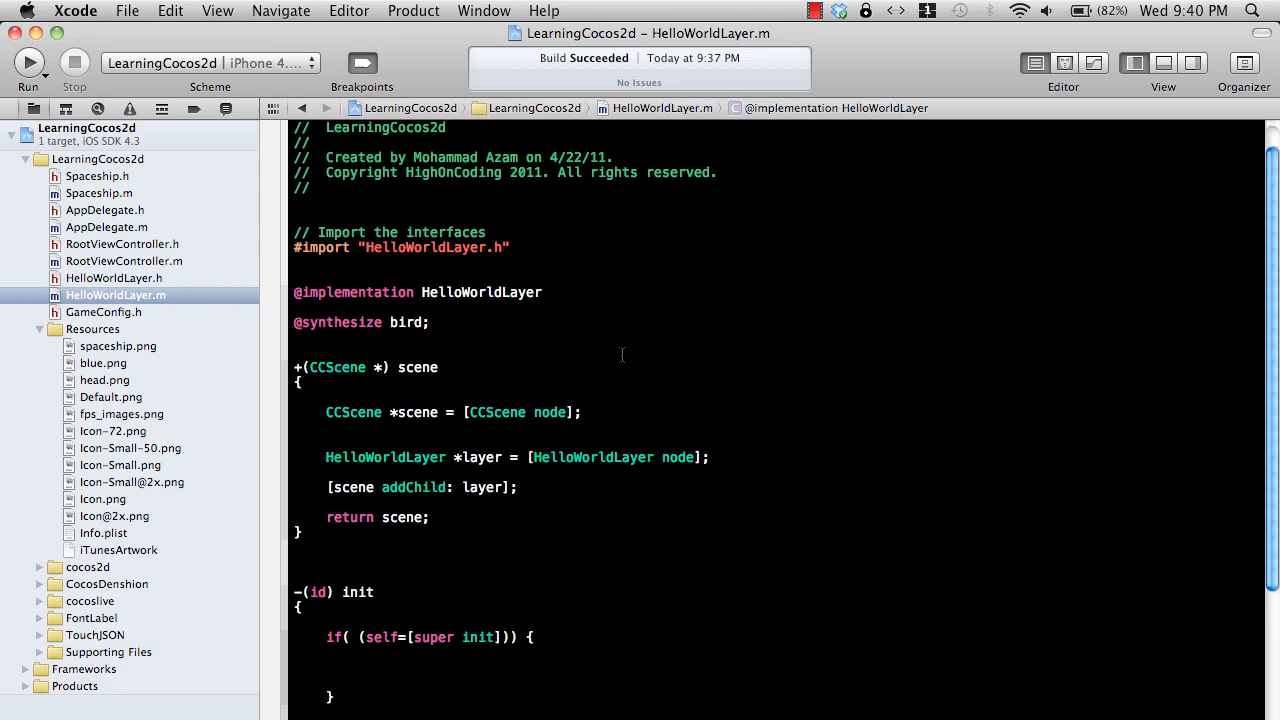 Xcode File Edit View Navigate Editor Product Window Help (82%) Wed 9:40 PM
LearningCocos2d – HelloWorldLayer.m
Run Stop LearningCocos2d | iPhone 4.... Scheme Breakpoints
Build Succeeded | Today at 9:37 PM
No Issues
Editor View Organizer
LearningCocos2d LearningCocos2d HelloWorldLayer.m @implementation HelloWorldLayer
LearningCocos2d
1 target, iOS SDK 4.3
LearningCocos2d
Spaceship.h
Spaceship.m
AppDelegate.h
AppDelegate.m
RootViewController.h
RootViewController.m
HelloWorldLayer.h
HelloWorldLayer.m
GameConfig.h
Resources
spaceship.png
blue.png
head.png
Default.png
fps_images.png
Icon-72.png
Icon-Small-50.png
Icon-Small.png
Icon-Small@2x.png
Icon.png
Icon@2x.png
Info.plist
iTunesArtwork
cocos2d
CocosDenshion
cocoslive
FontLabel
TouchJSON
Supporting Files
Frameworks
Products
// LearningCocos2d
//
// Created by Mohammad Azam on 4/22/11.
// Copyright HighOnCoding 2011. All rights reserved.
//
// Import the interfaces
#import "HelloWorldLayer.h"
@implementation HelloWorldLayer
@synthesize bird;
+(CCScene *) scene
{
CCScene *scene = [CCScene node];
HelloWorldLayer *layer = [HelloWorldLayer node];
[scene addChild: layer];
return scene;
}
-(id) init
{
if( (self=[super init])) {
}